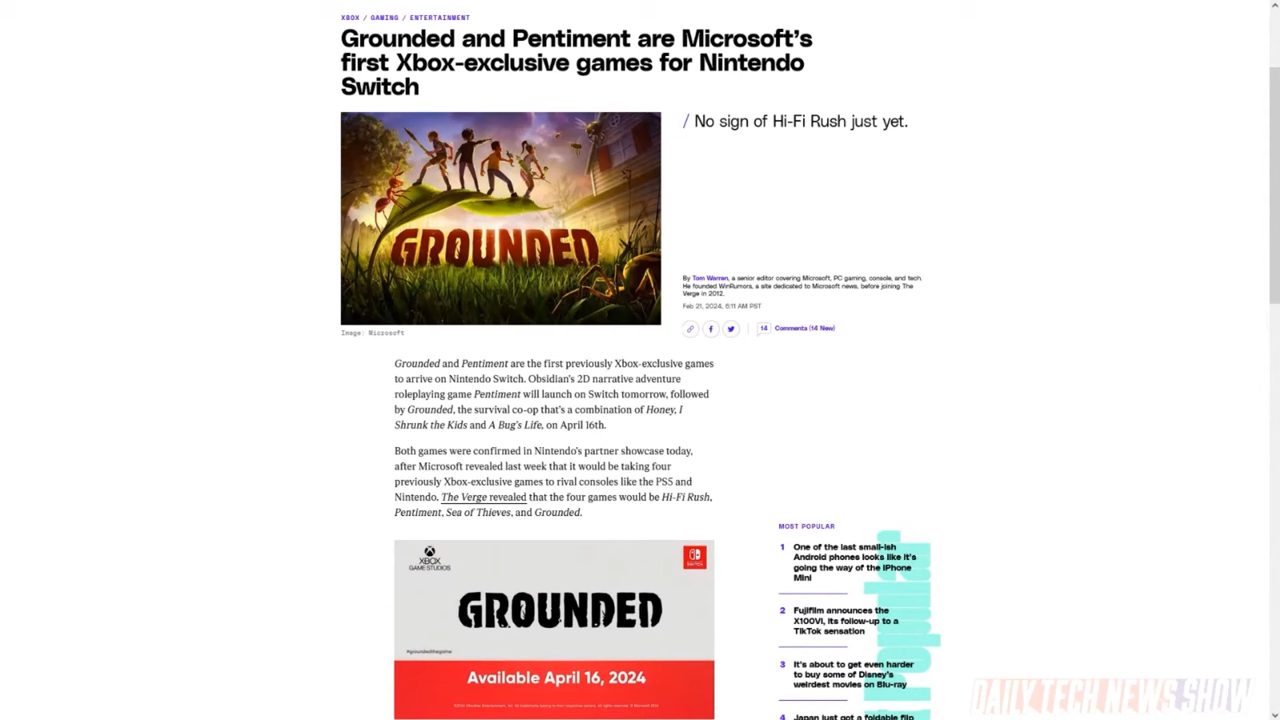 XBOX / GAMING / ENTERTAINMENT
Grounded and Pentiment are Microsoft's
first Xbox-exclusive games for Nintendo
Switch
/ No sign of Hi-Fi Rush just yet.
GROUNDED
By Tom Warren, a senior editor covering Microsoft, PC gaming, console, and tech.
He founded WinRumors, a site dedicated to Microsoft news, before joining The
Verge in 2012.
Feb 21, 2024, 6:11 AM PST
14 Comments (14 New)
Image: Microsoft
Grounded and Pentiment are the first previously Xbox-exclusive games
to arrive on Nintendo Switch. Obsidian's 2D narrative adventure
roleplaying game Pentiment will launch on Switch tomorrow, followed
by Grounded, the survival co-op that's a combination of Honey, I
Shrunk the Kids and A Bug's Life, on April 16th.
Both games were confirmed in Nintendo's partner showcase today,
after Microsoft revealed last week that it would be taking four
previously Xbox-exclusive games to rival consoles like the PS5 and
Nintendo. The Verge revealed that the four games would be Hi-Fi Rush,
Pentiment, Sea of Thieves, and Grounded.
XBOX
GAME STUDIOS
SWITCH
GROUNDED
#groundedthegame
Available April 16, 2024
MOST POPULAR
1 One of the last small-ish
Android phones looks like it's
going the way of the iPhone
Mini
2 Fujifilm announces the
X100VI, its follow-up to a
TikTok sensation
3 It's about to get even harder
to buy some of Disney's
weirdest movies on Blu-ray
4 Japan just got a foldable flip
DAILY TECH NEWS SHOW